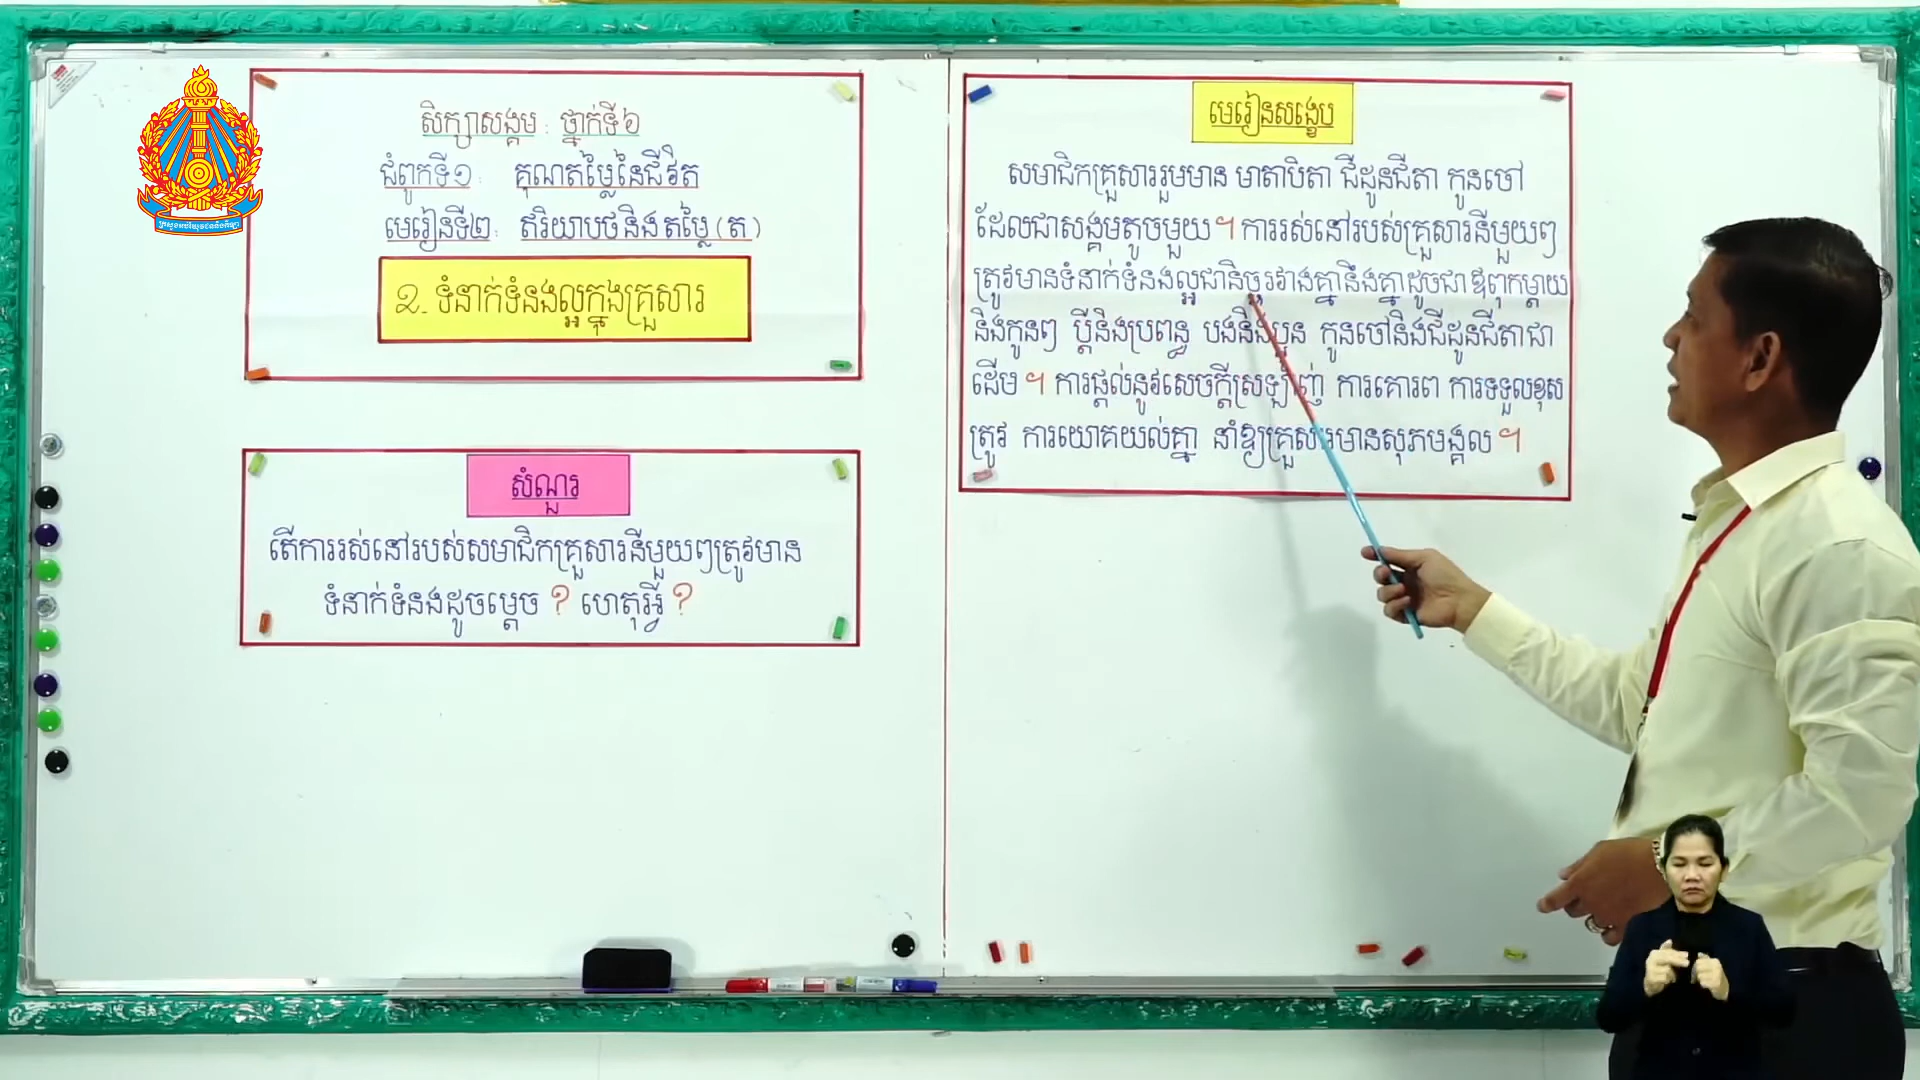 សិក្សាសង្គម : ថ្នាក់ទី៦
ជំពូកទី១ : គុណតម្លៃនៃជីវិត
មេរៀនទី២ : ឥរិយាបថនិងតម្លៃ (ត)
២. ទំនាក់ទំនងល្អក្នុងគ្រួសារ
សំណួរ
តើការរស់នៅរបស់សមាជិកគ្រួសារនីមួយៗត្រូវមាន
ទំនាក់ទំនងដូចម្តេច ? ហេតុអ្វី ?
មេរៀនសង្ខេប
សមាជិកគ្រួសាររួមមាន មាតាបិតា ជីដូនជីតា កូនចៅ
ដែលជាសង្គមតូចមួយ ។ ការរស់នៅរបស់គ្រួសារនីមួយៗ
ត្រូវមានទំនាក់ទំនងល្អជានិច្ចរវាងគ្នានឹងគ្នាដូចជា ឪពុកម្តាយ
និងកូនៗ ប្តីនិងប្រពន្ធ បងនិងប្អូន កូនចៅនិងជីដូនជីតាជា
ដើម ។ ការផ្តល់នូវសេចក្តីស្រឡាញ់ ការគោរព ការទទួលខុស
ត្រូវ ការយោគយល់គ្នា នាំឱ្យគ្រួសារមានសុភមង្គល ។